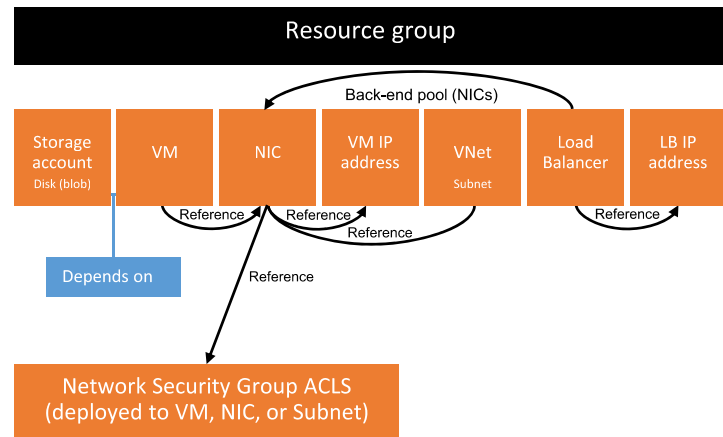 Resource group
Back-end pool (NICs)
Storage
account
Disk (blob)
VM
NIC
VM IP
address
VNet
Subnet
Load
Balancer
LB IP
address
Reference
Reference
Reference
Reference
Depends on
Reference
Network Security Group ACLS
(deployed to VM, NIC, or Subnet)